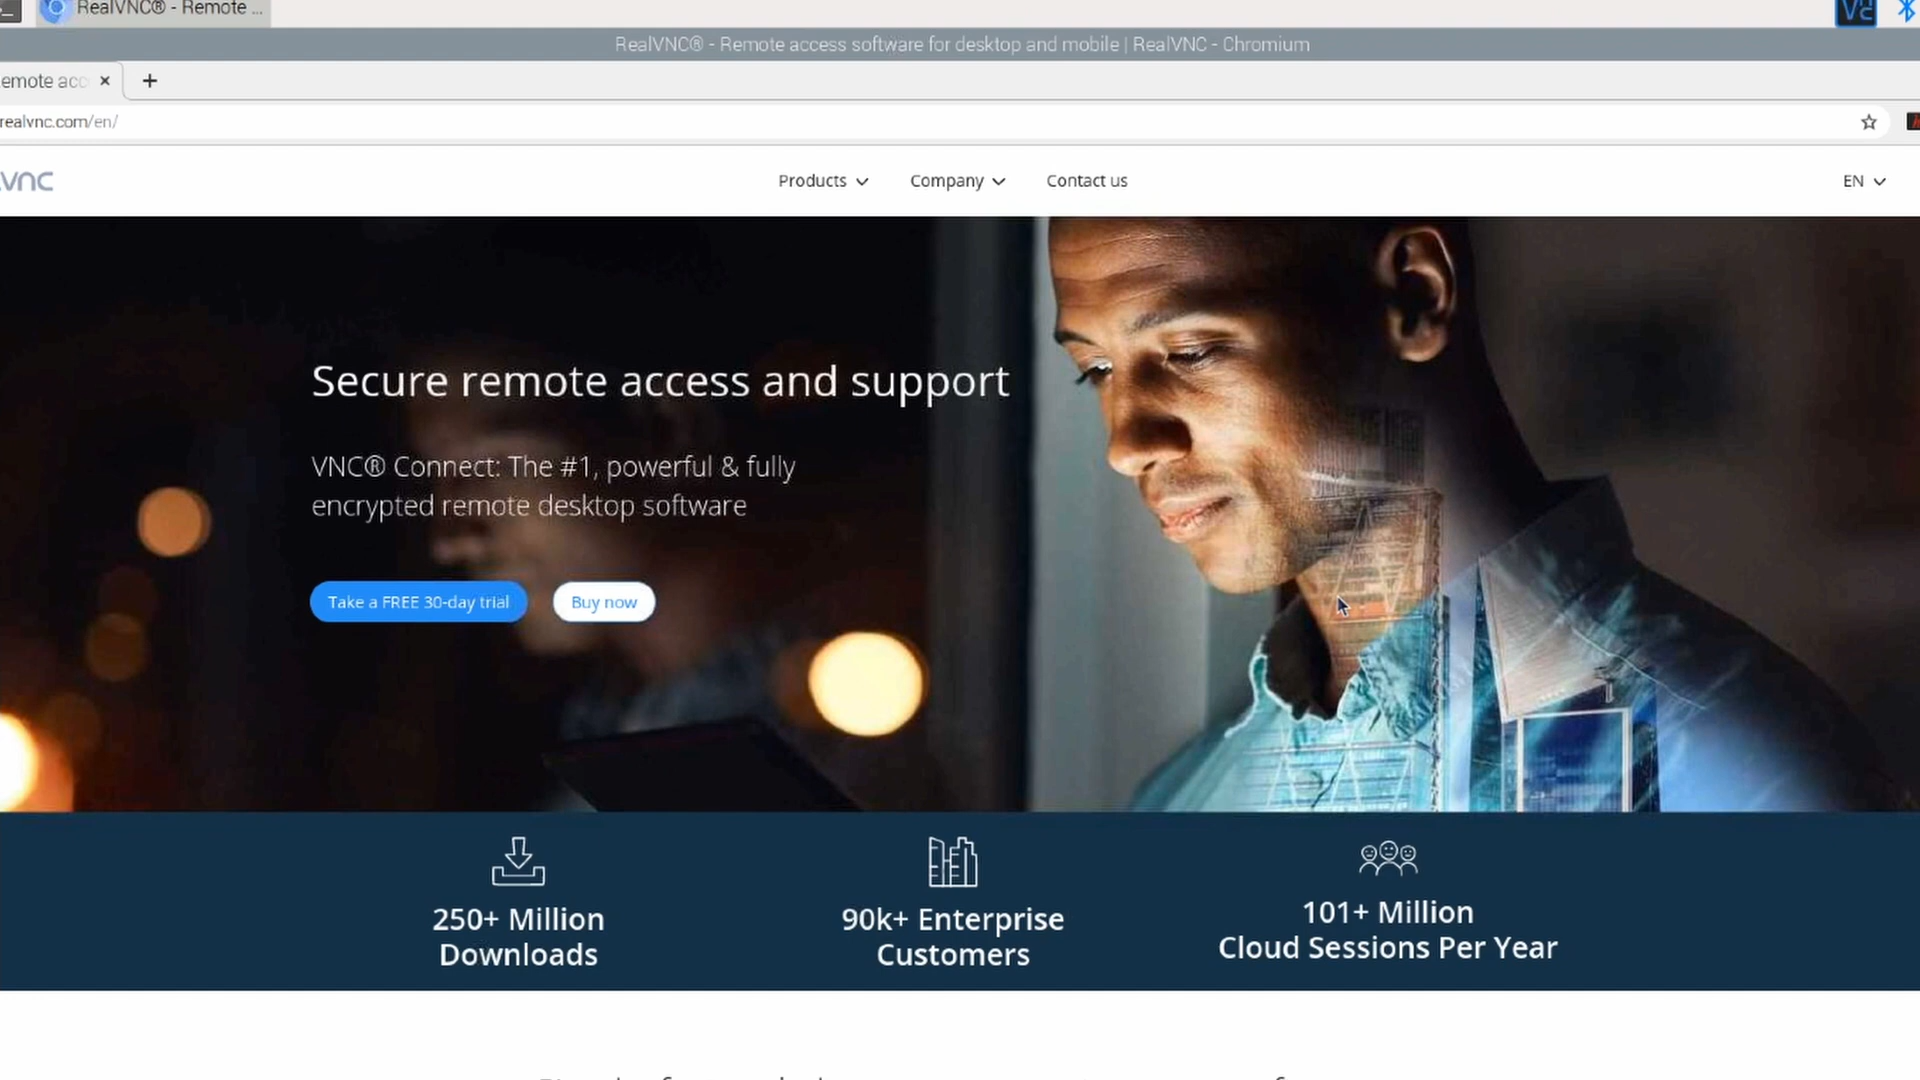 RealVNC® - Remote ...
RealVNC® - Remote access software for desktop and mobile | RealVNC - Chromium
emote acc
realvnc.com/en/
vnc
Products
Company
Contact us
EN
Secure remote access and support
VNC® Connect: The #1, powerful & fully
encrypted remote desktop software
Take a FREE 30-day trial
Buy now
250+ Million
Downloads
90k+ Enterprise
Customers
101+ Million
Cloud Sessions Per Year